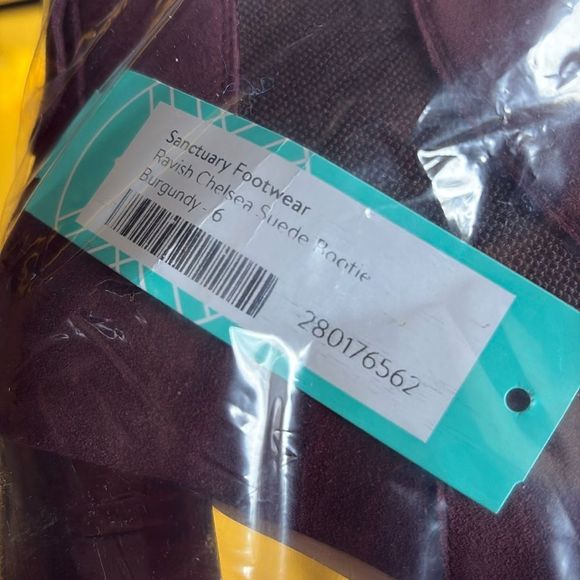 Sanctuary Footwear
Ravish Chelsea Suede Bootie
Burgundy - 6
280176562